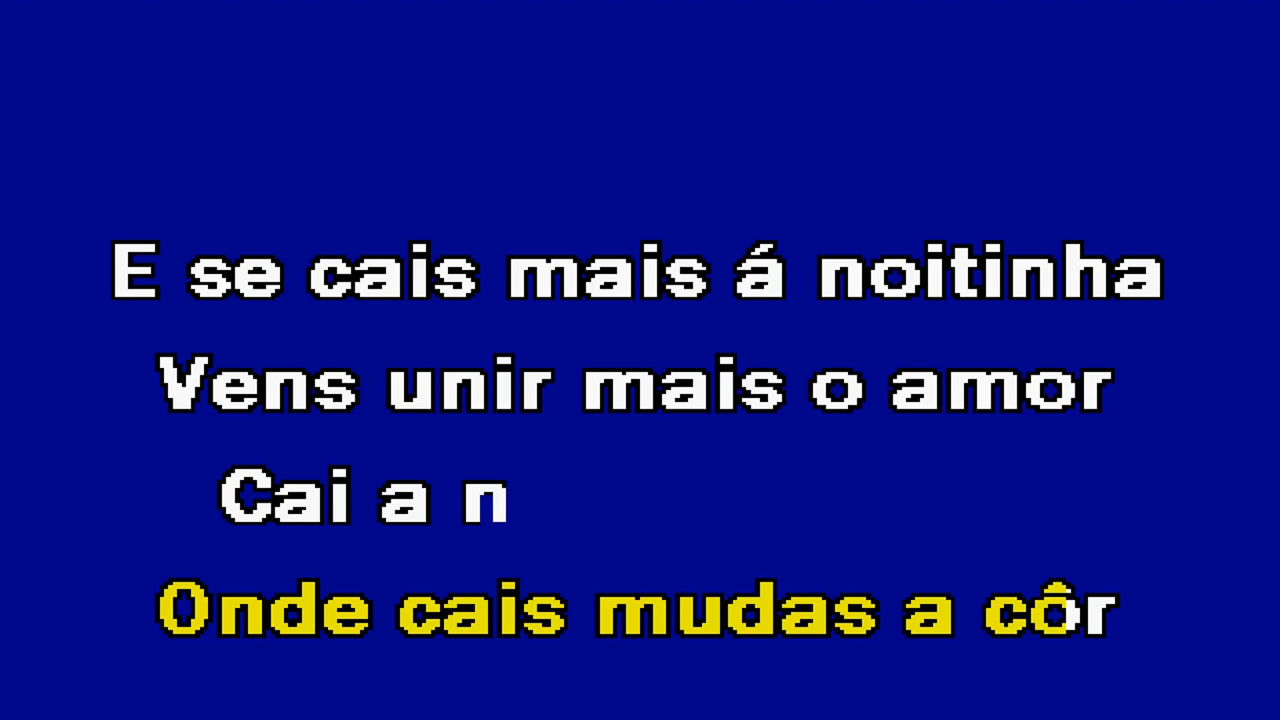 E se cais mais á noitinha
Vens unir mais o amor
Cai a n
Onde cais mudas a côr